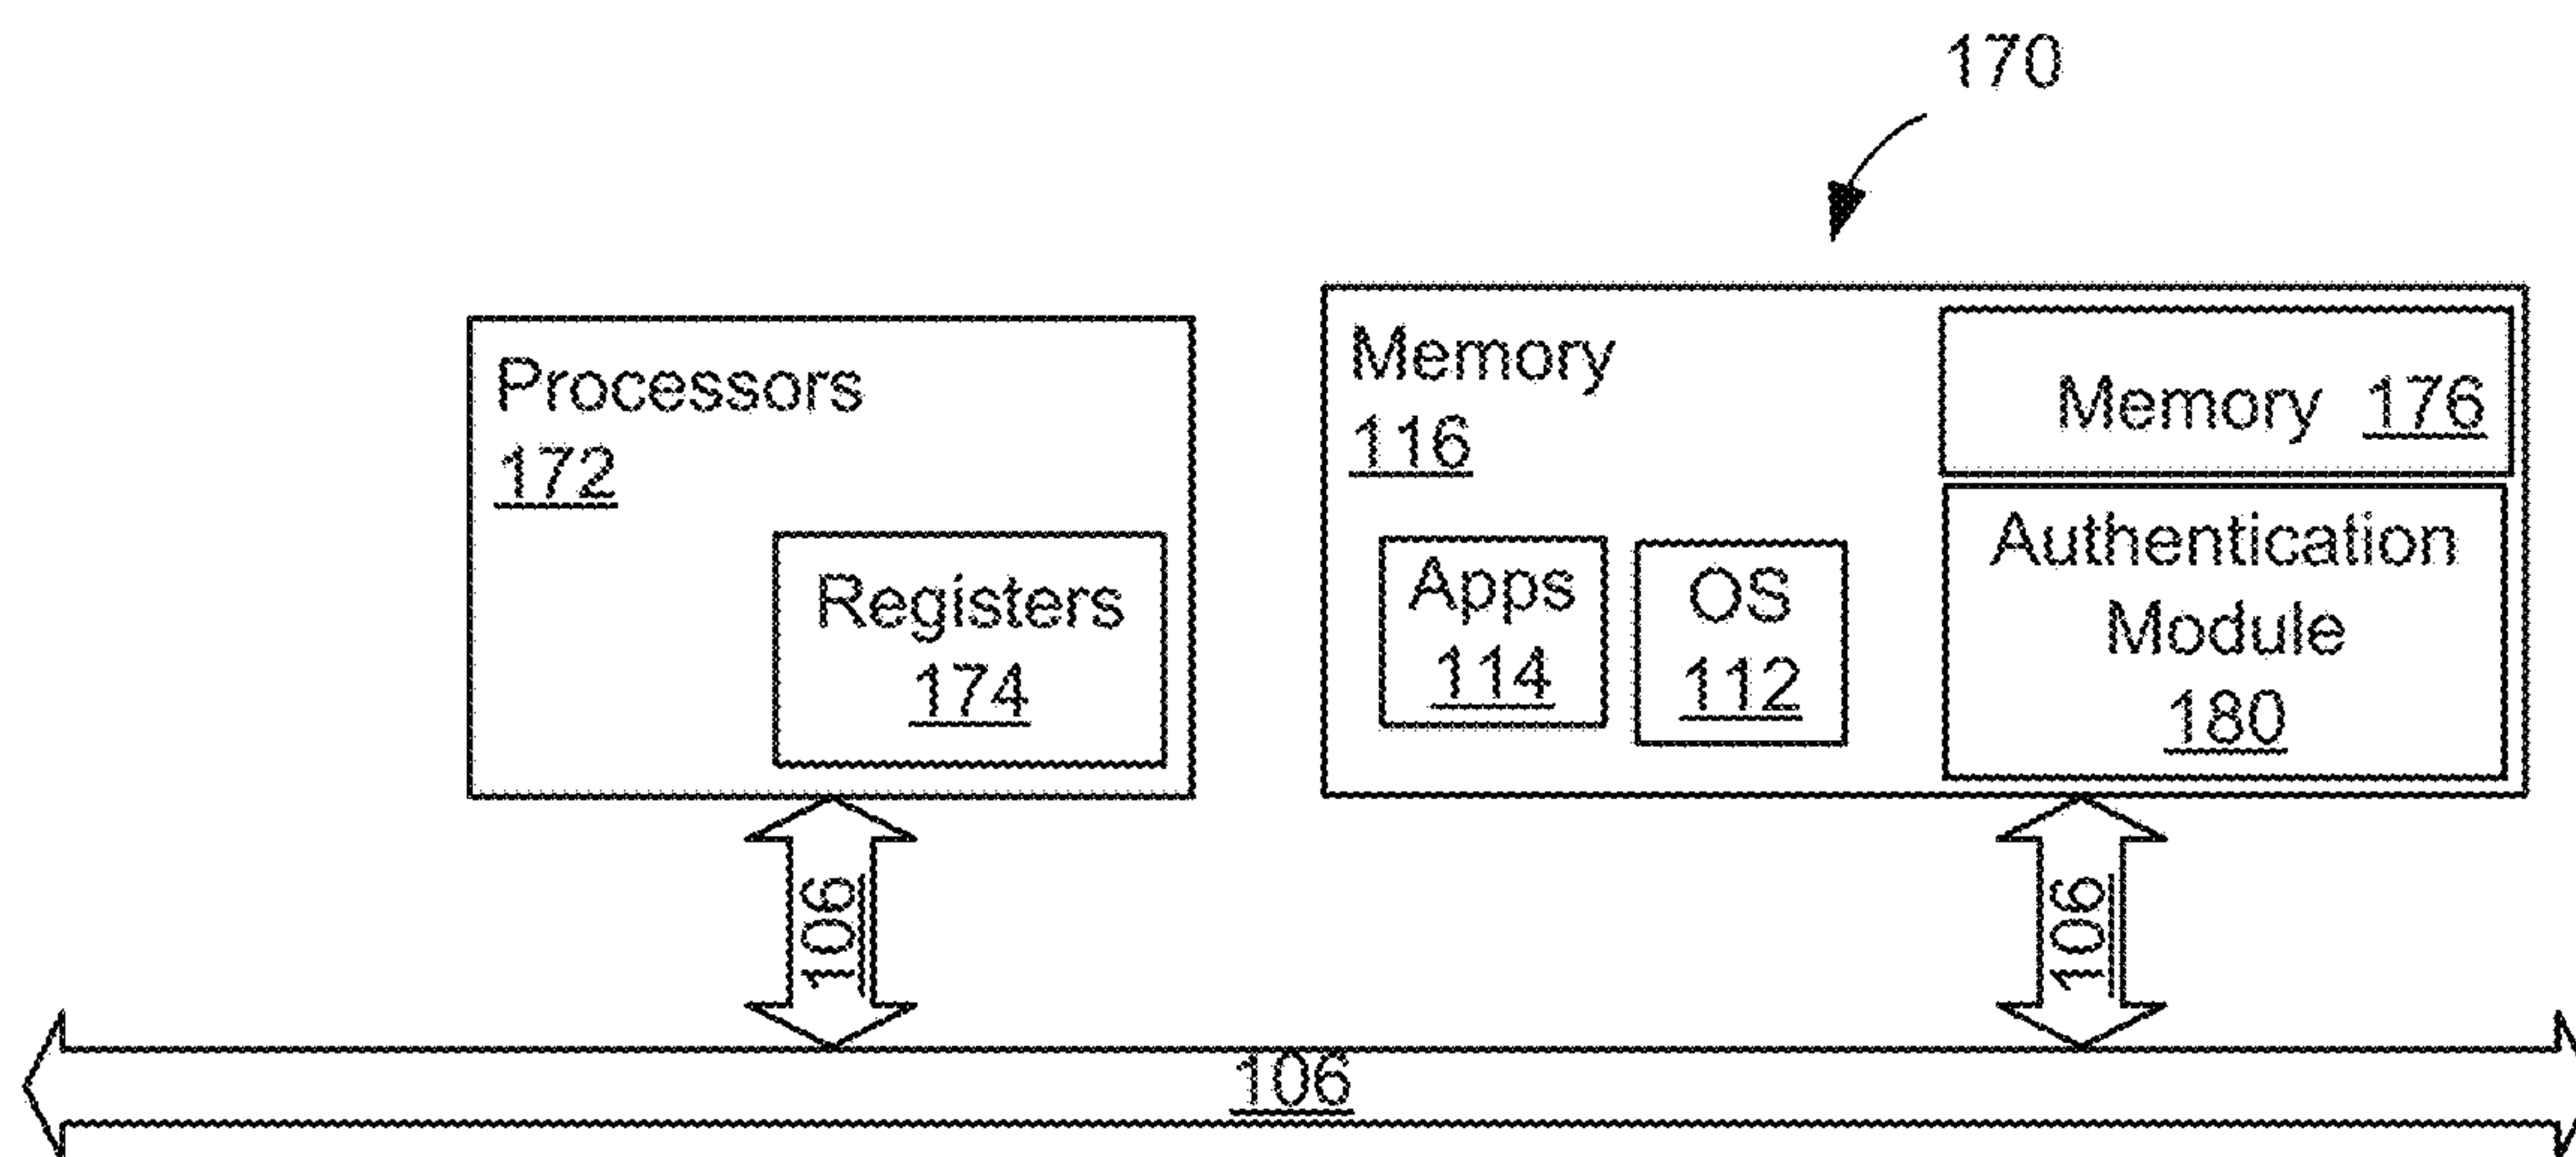 170
Processors
172
Registers
174
Memory
116
Apps
114
OS
112
Memory 176
Authentication
Module
180
106
106
106